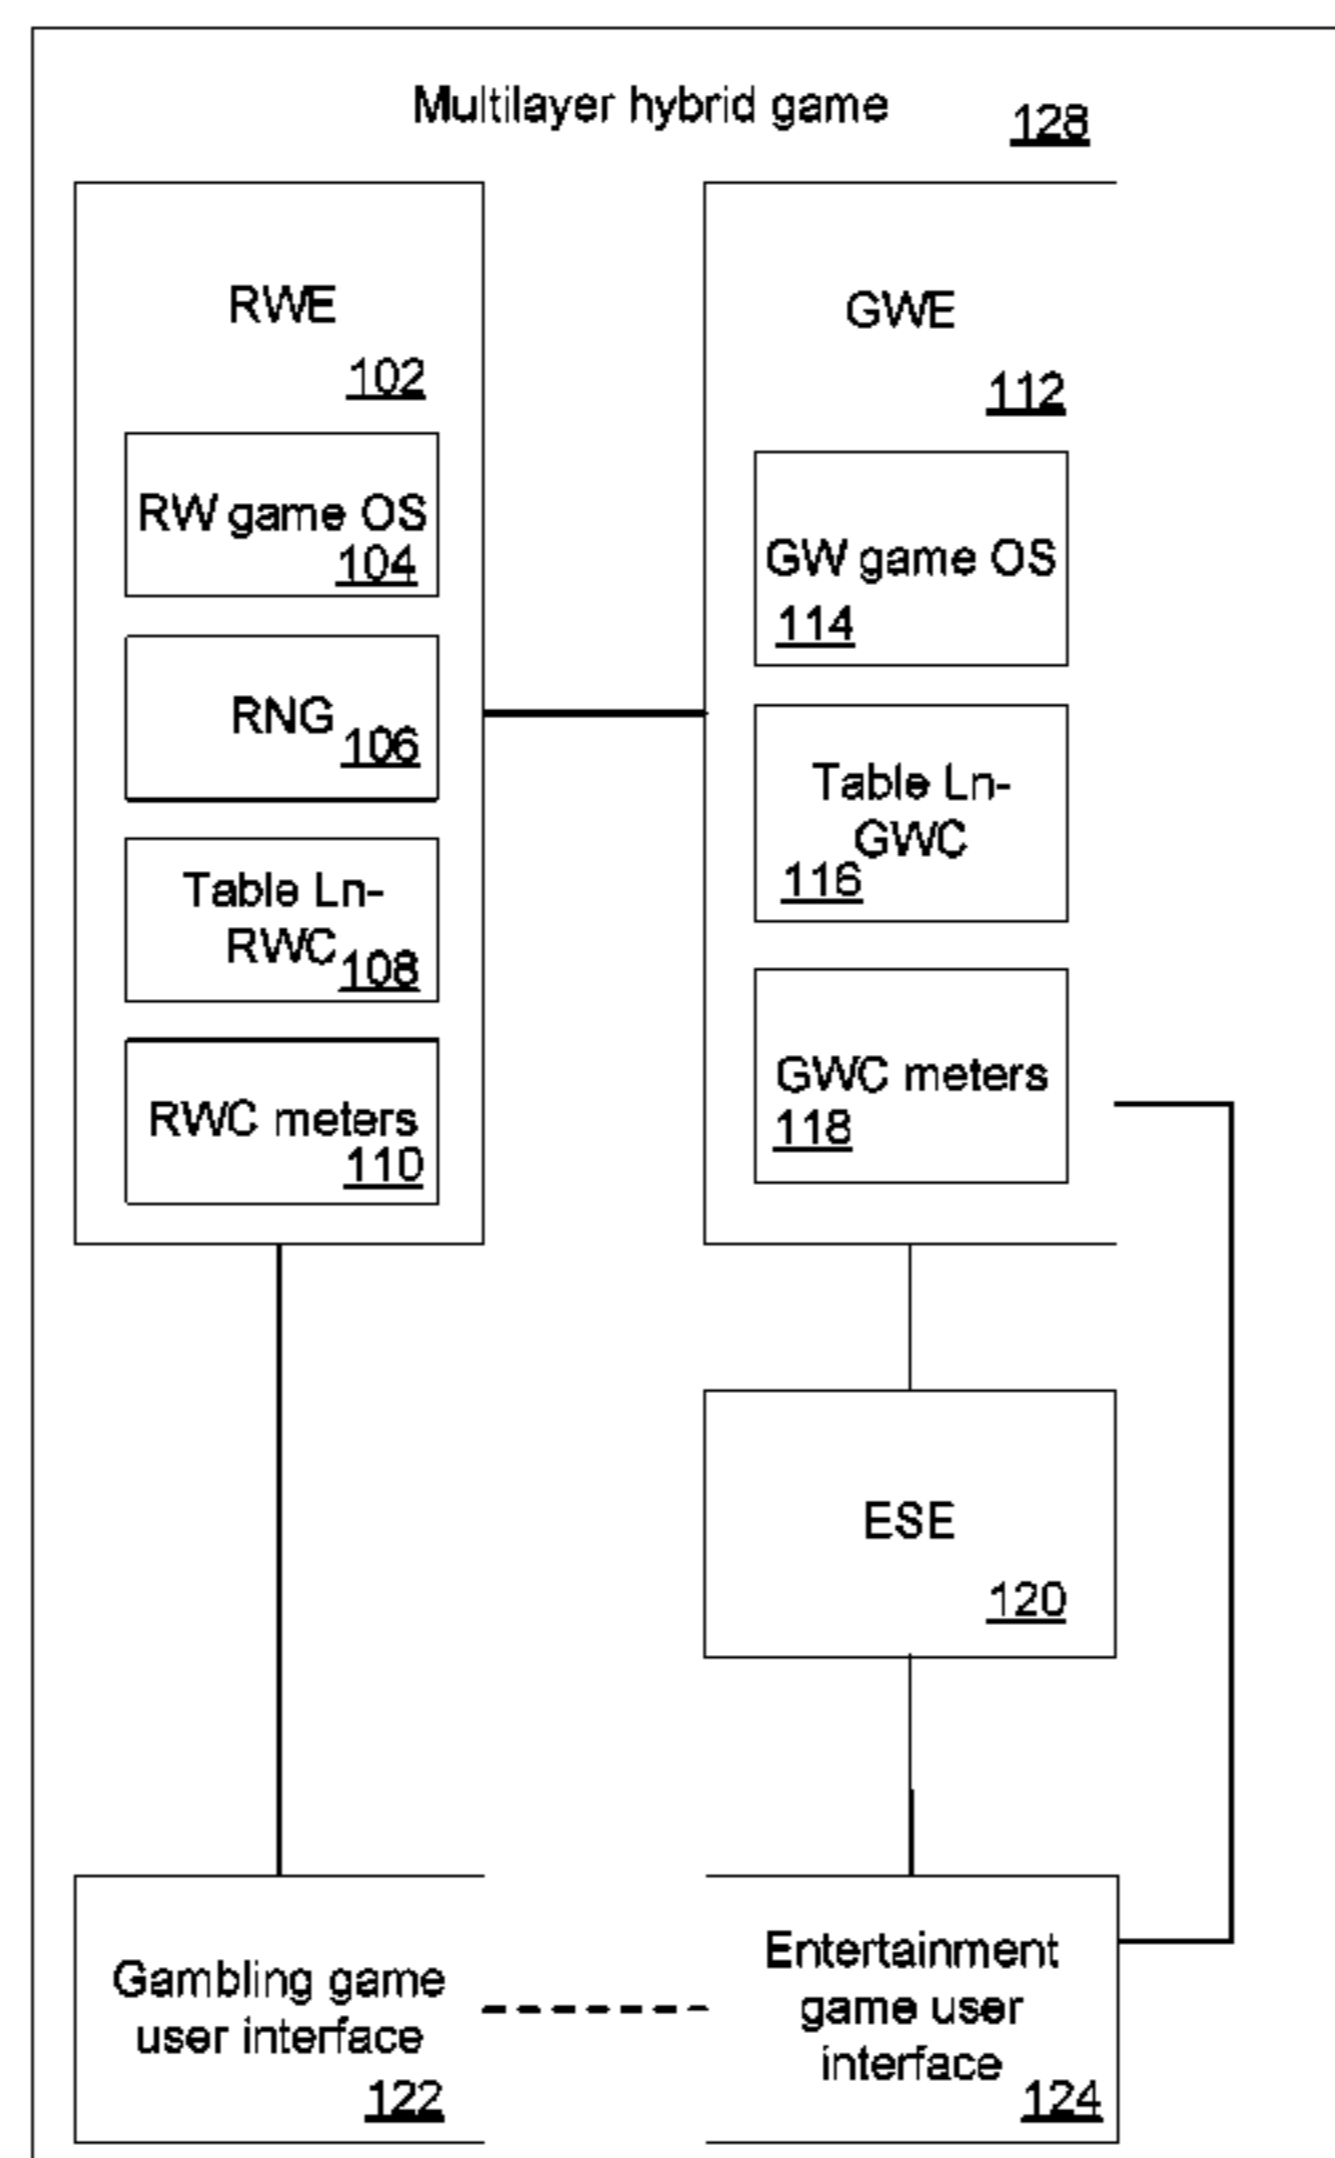 Multilayer hybrid game
128
RWE
102
RW game OS
104
RNG
106
Table Ln-
RWC
108
RWC meters
110
GWE
112
GW game OS
114
Table Ln-
GWC
116
GWC meters
118
ESE
120
Gambling game
user interface
122
Entertainment
game user
interface
124